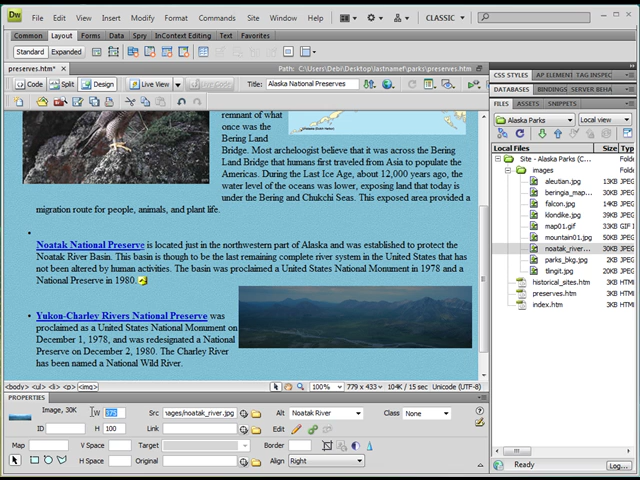 Dw File Edit View Insert Modify Format Commands Site Window Help CLASSIC
Common Layout Forms Data Spry InContext Editing Text Favorites
Standard Expanded
preserves.htm* Path: C:\Users\Debi\Desktop\lastnamef\parks\preserves.htm
Code Split Design Live View Live Code Title: Alaska National Preserves
remnant of
what once was
the
Bering Land
Bridge. Most archeologist believe that it was across the Bering
Land Bridge that humans first traveled from Asia to populate the
Americas. During the Last Ice Age, about 12,000 years ago, the
water level of the oceans was lower, exposing land that today is
under the Bering and Chukchi Seas. This exposed area provided a
migration route for people, animals, and plant life.
•
Noatak National Preserve is located just in the northwestern part of Alaska and was established to protect the
Noatak River Basin. This basin is though to be the last remaining complete river system in the United States that has
not been altered by human activities. The basin was proclaimed a United States National Monument in 1978 and a
National Preserve in 1980.
• Yukon-Charley Rivers National Preserve was
proclaimed as a United States National Monument on
December 1, 1978, and was redesignated a National
Preserve on December 2, 1980. The Charley River
has been named a National Wild River.
<body> <ul> <li> <p> <img> 100% 779 x 433 104K / 15 sec Unicode (UTF-8)
PROPERTIES
Image, 30K W 375 Src ages/noatak_river.jpg Alt Noatak River Class None
ID H 100 Link Edit
Map V Space Target Border
H Space Original Align Right
CSS STYLES AP ELEMENT TAG INSPEC
DATABASES BINDINGS SERVER BEHA
FILES ASSETS SNIPPETS
Alaska Parks Local view
Local Files Size Type
Site - Alaska Parks (C... Folde
images Folde
aleutian.jpg 13KB JPEG
beringia_map... JPEG
falcon.jpg JPEG
klondike.jpg JPEG
map01.gif 33KB GIF I
mountain01.jpg JPEG
noatak_river... 30KB JPEG
parks_bkg.jpg 2KB JPEG
tlingit.jpg JPEG
historical_sites.htm
preserves.htm
index.htm
Ready Log...